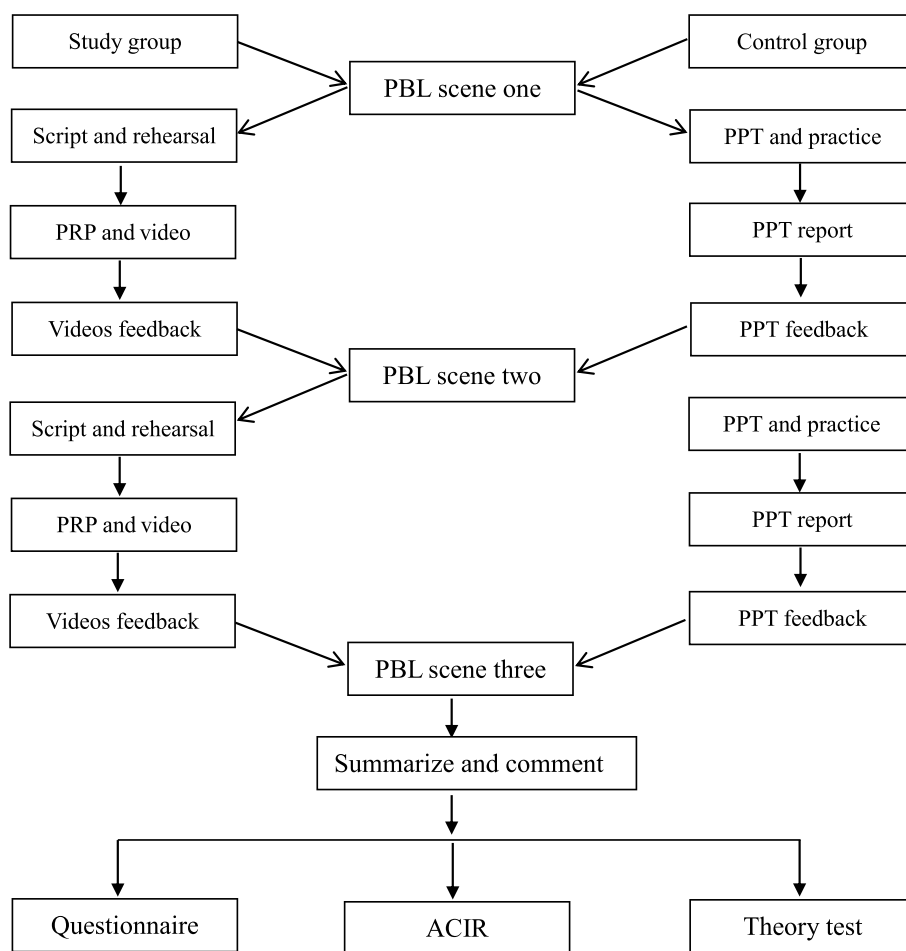 Study group
Control group
PBL scene one
Script and rehearsal
PPT and practice
PRP and video
PPT report
Videos feedback
PPT feedback
PBL scene two
Script and rehearsal
PPT and practice
PRP and video
PPT report
Videos feedback
PPT feedback
PBL scene three
Summarize and comment
Questionnaire
ACIR
Theory test